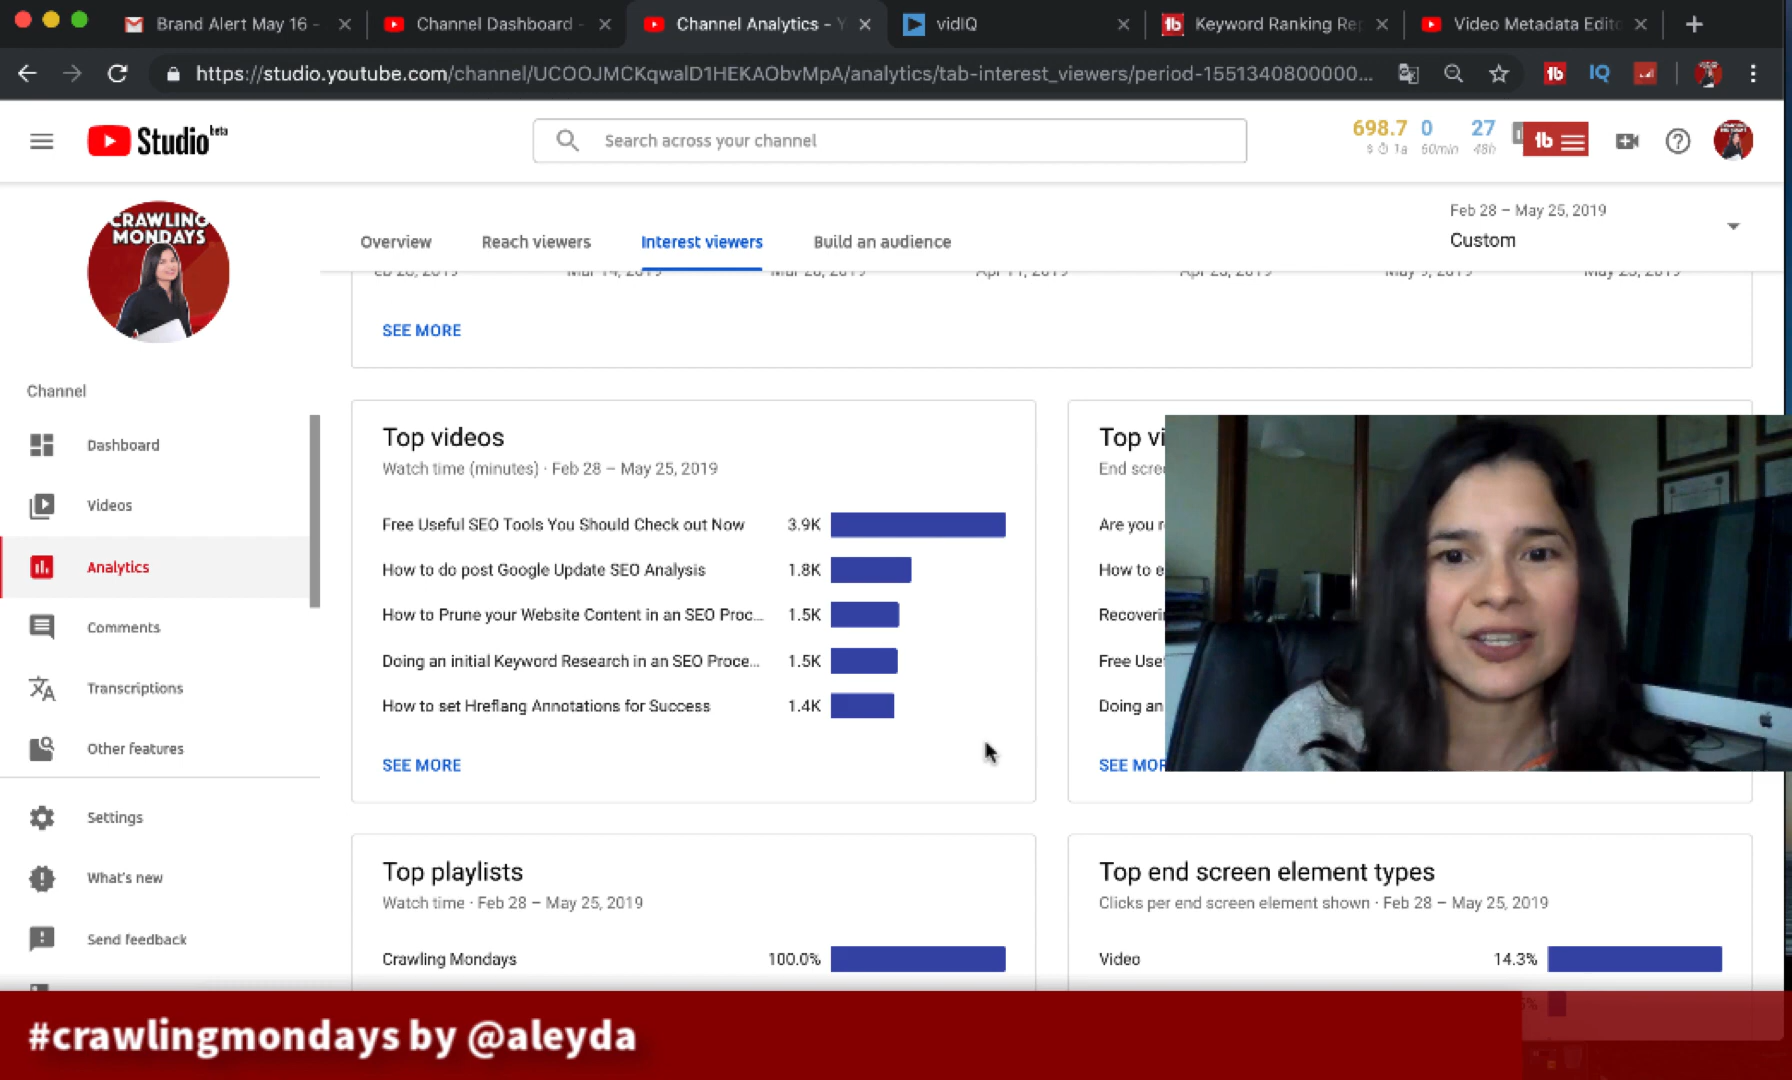 Brand Alert May 16 -
Channel Dashboard -
Channel Analytics - Y
vidIQ
Keyword Ranking Re
Video Metadata Edit
https://studio.youtube.com/channel/UCOOJMCKqwalD1HEKAObvMpA/analytics/tab-interest_viewers/period-1551340800000...
tb
IQ
Studio beta
Search across your channel
698.7 0 27
$ 1a 60min 48h
tb
CRAWLING
MONDAYS
Overview
Reach viewers
Interest viewers
Build an audience
Feb 28 – May 25, 2019
Custom
SEE MORE
Channel
Dashboard
Videos
Analytics
Comments
Transcriptions
Other features
Settings
What's new
Send feedback
Top videos
Watch time (minutes) · Feb 28 – May 25, 2019
Free Useful SEO Tools You Should Check out Now 3.9K
How to do post Google Update SEO Analysis 1.8K
How to Prune your Website Content in an SEO Proc... 1.5K
Doing an initial Keyword Research in an SEO Proce... 1.5K
How to set Hreflang Annotations for Success 1.4K
SEE MORE
Top vi
End scre
Are you r
How to e
Recoveri
Free Use
Doing an
SEE MOR
Top playlists
Watch time · Feb 28 – May 25, 2019
Crawling Mondays 100.0%
Top end screen element types
Clicks per end screen element shown · Feb 28 – May 25, 2019
Video 14.3%
#crawlingmondays by @aleyda